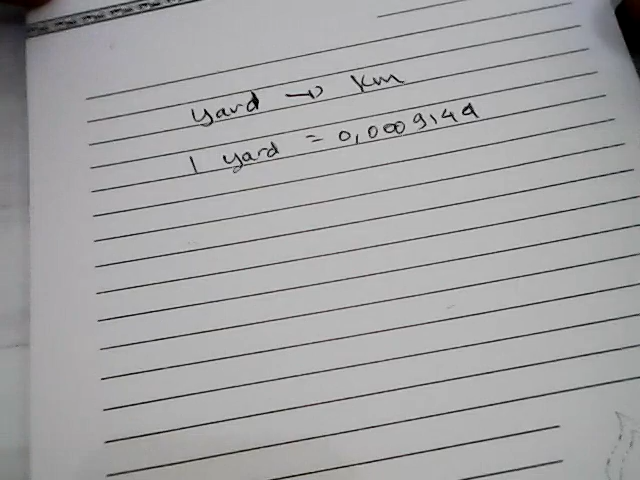 yard → km
1 yard = 0,0009144